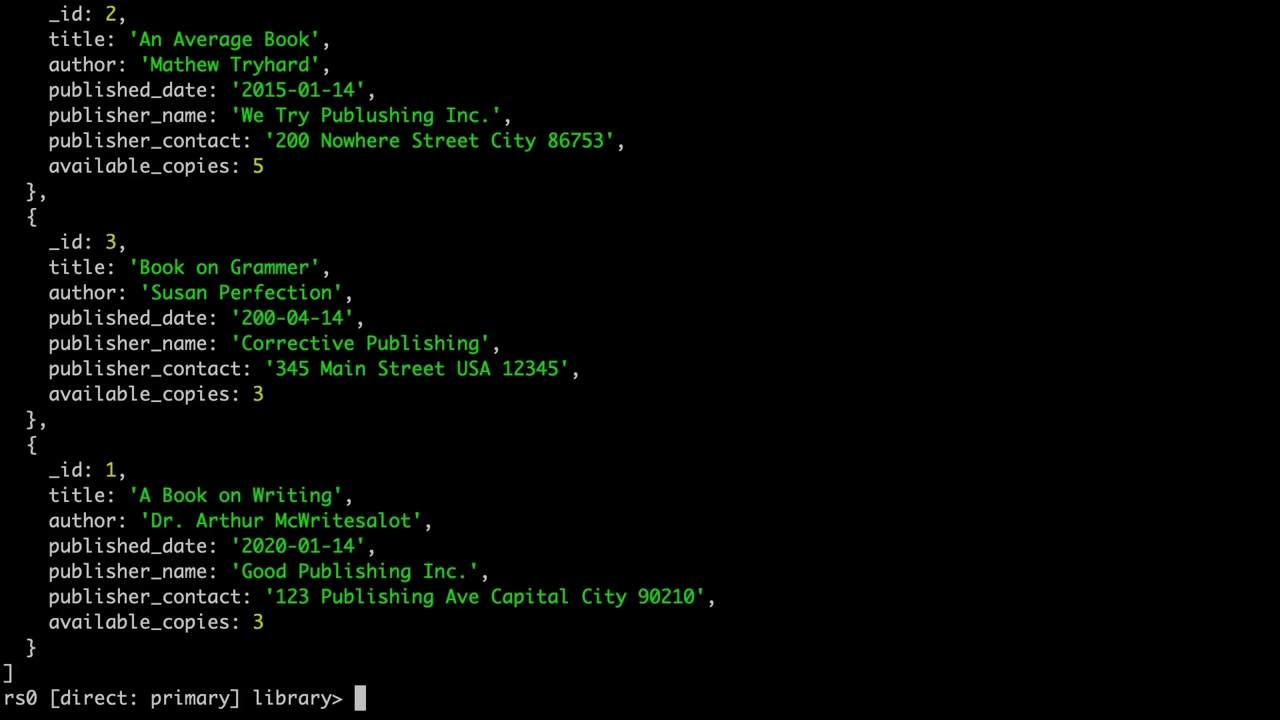 _id: 2,
title: 'An Average Book',
author: 'Mathew Tryhard',
published_date: '2015-01-14',
publisher_name: 'We Try Publushing Inc.',
publisher_contact: '200 Nowhere Street City 86753',
available_copies: 5
},
{
_id: 3,
title: 'Book on Grammer',
author: 'Susan Perfection',
published_date: '200-04-14',
publisher_name: 'Corrective Publishing',
publisher_contact: '345 Main Street USA 12345',
available_copies: 3
},
{
_id: 1,
title: 'A Book on Writing',
author: 'Dr. Arthur McWritesalot',
published_date: '2020-01-14',
publisher_name: 'Good Publishing Inc.',
publisher_contact: '123 Publishing Ave Capital City 90210',
available_copies: 3
}
]
rs0 [direct: primary] library>